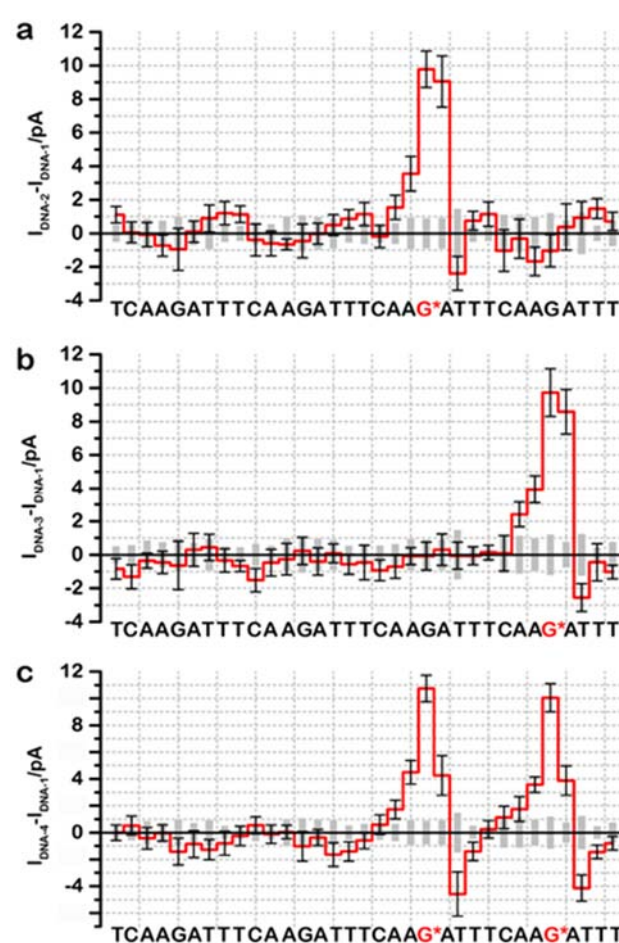 a
12
10
8
6
4
2
0
-2
-4
I_DNA-2-I_DNA-1/pA
TCAAGATTTCAAGATTTCAAG*ATTTCAAGATTT
b
12
10
8
6
4
2
0
-2
-4
I_DNA-3-I_DNA-1/pA
TCAAGATTTCAAGATTTCAAGATTTCAAG*ATTT
c
12
8
4
0
-4
I_DNA-4-I_DNA-1/pA
TCAAGATTTCAAGATTTCAAG*ATTTCAAG*ATTT